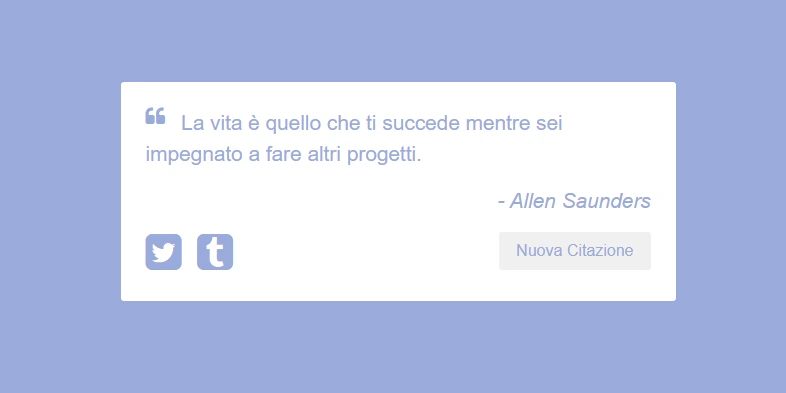 La vita è quello che ti succede mentre sei
impegnato a fare altri progetti.
- Allen Saunders
Nuova Citazione